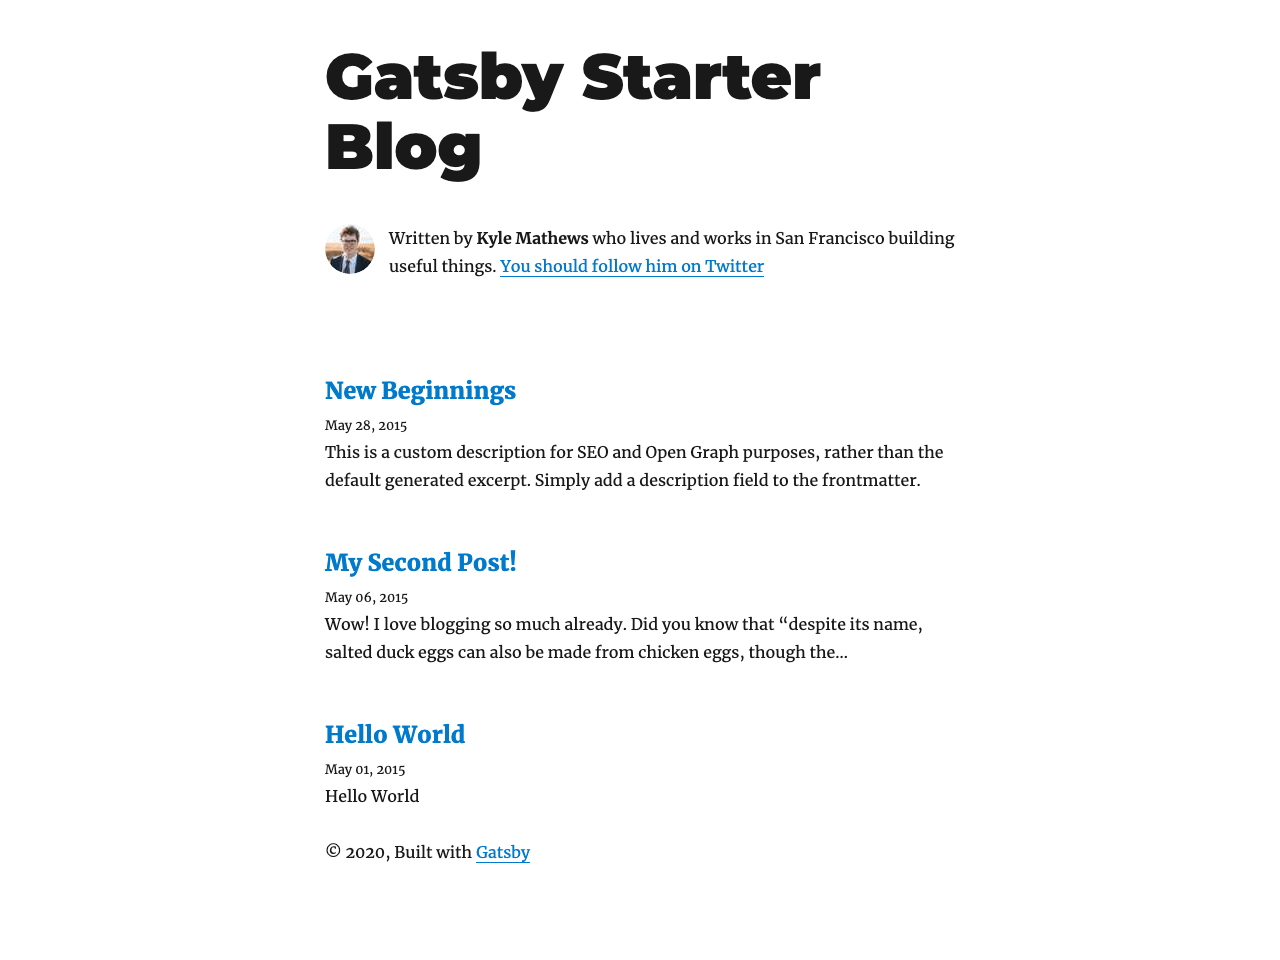 Gatsby Starter
Blog
Written by Kyle Mathews who lives and works in San Francisco building
useful things. You should follow him on Twitter
New Beginnings
May 28, 2015
This is a custom description for SEO and Open Graph purposes, rather than the
default generated excerpt. Simply add a description field to the frontmatter.
My Second Post!
May 06, 2015
Wow! I love blogging so much already. Did you know that “despite its name,
salted duck eggs can also be made from chicken eggs, though the…
Hello World
May 01, 2015
Hello World
© 2020, Built with Gatsby